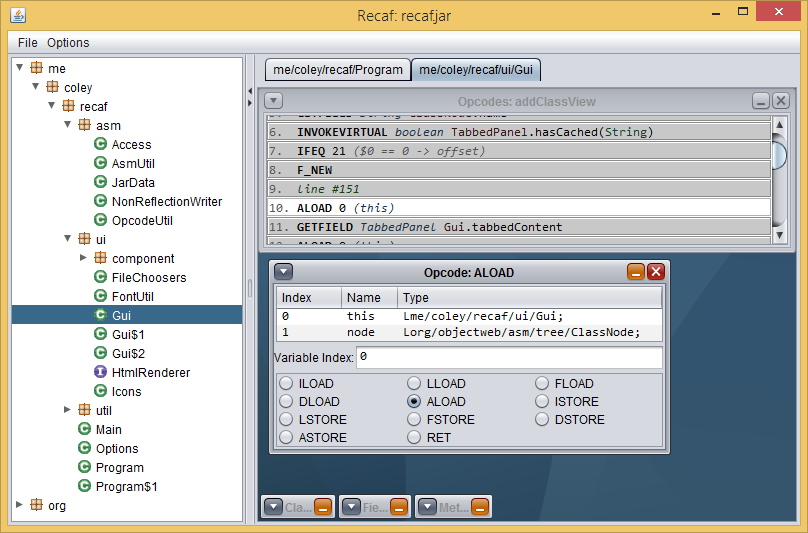 Recaf: recaf.jar
File Options
me
coley
recaf
asm
Access
AsmUtil
JarData
NonReflectionWriter
OpcodeUtil
ui
component
FileChoosers
FontUtil
Gui
Gui$1
Gui$2
HtmlRenderer
Icons
util
Main
Options
Program
Program$1
org
me/coley/recaf/Program me/coley/recaf/ui/Gui
Opcodes: addClassView
6. INVOKEVIRTUAL boolean TabbedPanel.hasCached(String)
7. IFEQ 21 ($0 == 0 -> offset)
8. F_NEW
9. line #151
10. ALOAD 0 (this)
11. GETFIELD TabbedPanel Gui.tabbedContent
Opcode: ALOAD
Index Name Type
0 this Lme/coley/recaf/ui/Gui;
1 node Lorg/objectweb/asm/tree/ClassNode;
Variable Index: 0
ILOAD LLOAD FLOAD
DLOAD ALOAD ISTORE
LSTORE FSTORE DSTORE
ASTORE RET
Cla... Fie... Met...